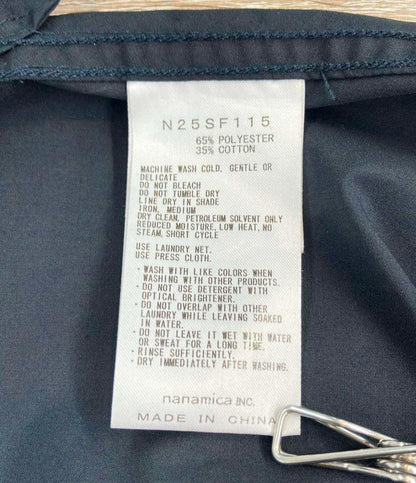 N25SF115
65% POLYESTER
35% COTTON
MACHINE WASH COLD, GENTLE OR
DELICATE
DO NOT BLEACH
DO NOT TUMBLE DRY
LINE DRY IN SHADE
IRON, MEDIUM
DRY CLEAN, PETROLEUM SOLVENT ONLY
REDUCED MOISTURE, LOW HEAT, NO
STEAM, SHORT CYCLE
USE LAUNDRY NET.
USE PRESS CLOTH.
・WASH WITH LIKE COLORS WHEN
WASHING WITH OTHER GARMENTS.
・DO NOT USE DETERGENT WITH
OPTICAL BRIGHTENER.
・DO NOT OVERLAP WITH OTHER
LAUNDRY WHILE LEAVING SOAKED
IN WATER.
・DO NOT LEAVE IT WET WITH WATER
OR SWEAT FOR A LONG TIME.
・RINSE SUFFICIENTLY.
・DRY IMMEDIATELY AFTER WASHING.
nanamica INC.
MADE IN CHINA